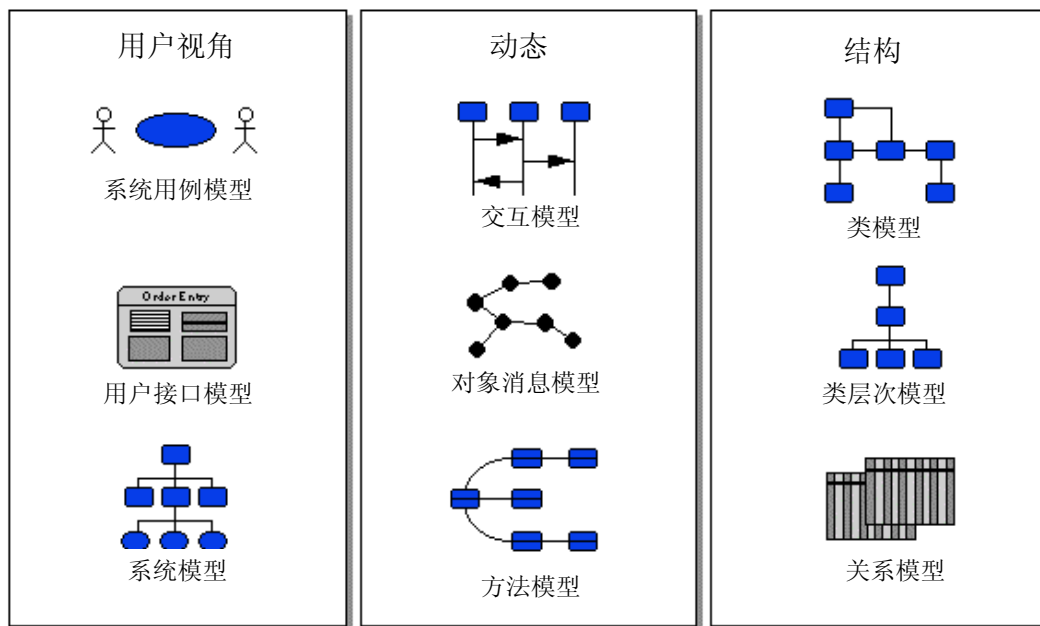 用户视角
系统用例模型
Order Entry
用户接口模型
系统模型
动态
交互模型
对象消息模型
方法模型
结构
类模型
类层次模型
关系模型